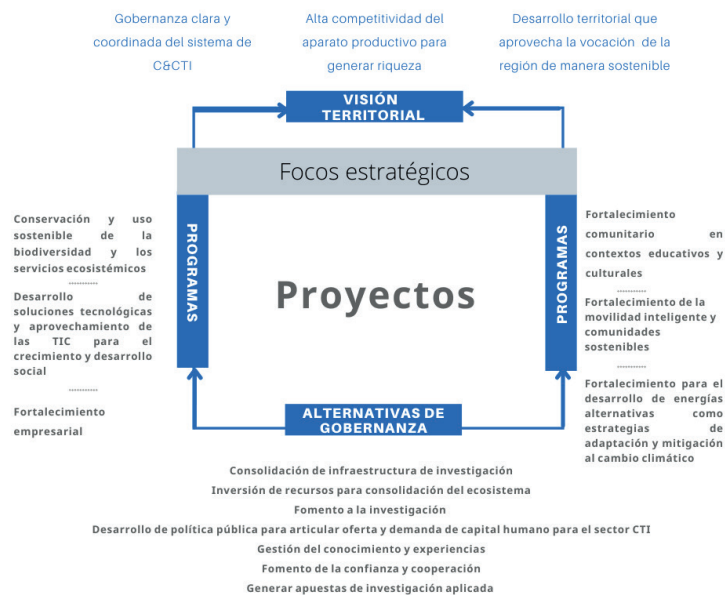 Gobernanza clara y
coordinada del sistema de
C&CTI
Alta competitividad del
aparato productivo para
generar riqueza
Desarrollo territorial que
aprovecha la vocación de la
región de manera sostenible
VISIÓN
TERRITORIAL
Focos estratégicos
Conservación y uso
sostenible de la
biodiversidad y los
servicios ecosistémicos
Desarrollo de
soluciones tecnológicas
y aprovechamiento de
las TIC para el
crecimiento y desarrollo
social
Fortalecimiento
empresarial
PROGRAMAS
Proyectos
PROGRAMAS
Fortalecimiento
comunitario en
contextos educativos y
culturales
Fortalecimiento de la
movilidad inteligente y
comunidades
sostenibles
Fortalecimiento para el
desarrollo de energías
alternativas como
estrategias de
adaptación y mitigación
al cambio climático
ALTERNATIVAS DE
GOBERNANZA
Consolidación de infraestructura de investigación
Inversión de recursos para consolidación del ecosistema
Fomento a la investigación
Desarrollo de política pública para articular oferta y demanda de capital humano para el sector CTI
Gestión del conocimiento y experiencias
Fomento de la confianza y cooperación
Generar apuestas de investigación aplicada